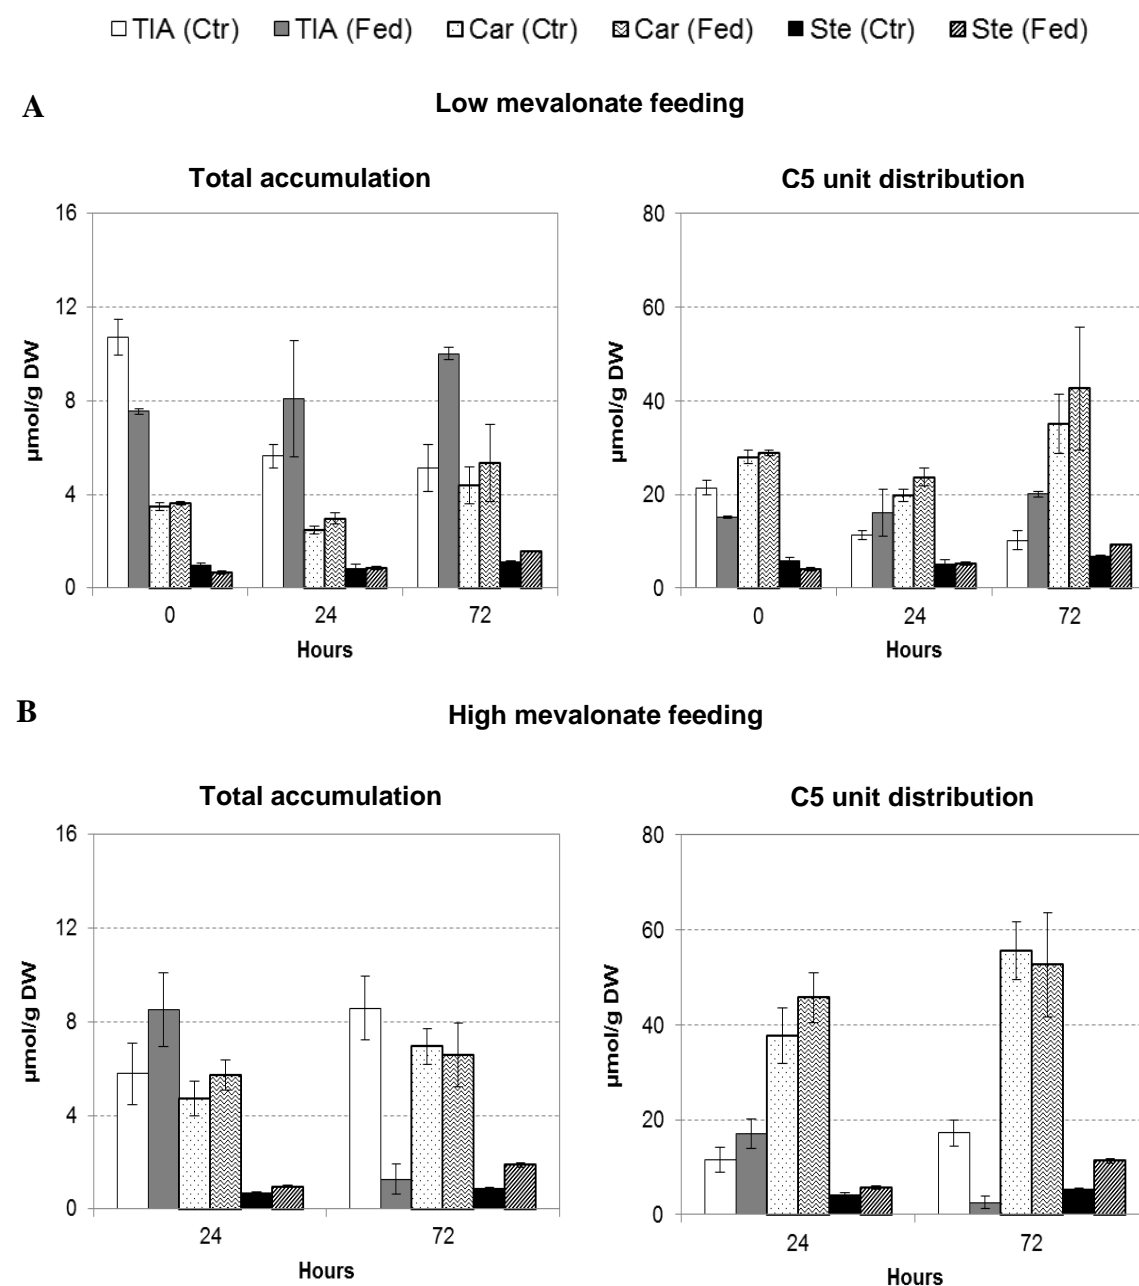 TIA (Ctr) TIA (Fed) Car (Ctr) Car (Fed) Ste (Ctr) Ste (Fed)
A
Low mevalonate feeding
Total accumulation
C5 unit distribution
16
12
8
4
0
µmol/g DW
0 24 72
Hours
80
60
40
20
0
µmol/g DW
0 24 72
Hours
B
High mevalonate feeding
Total accumulation
C5 unit distribution
16
12
8
4
0
µmol/g DW
24 72
Hours
80
60
40
20
0
µmol/g DW
24 72
Hours